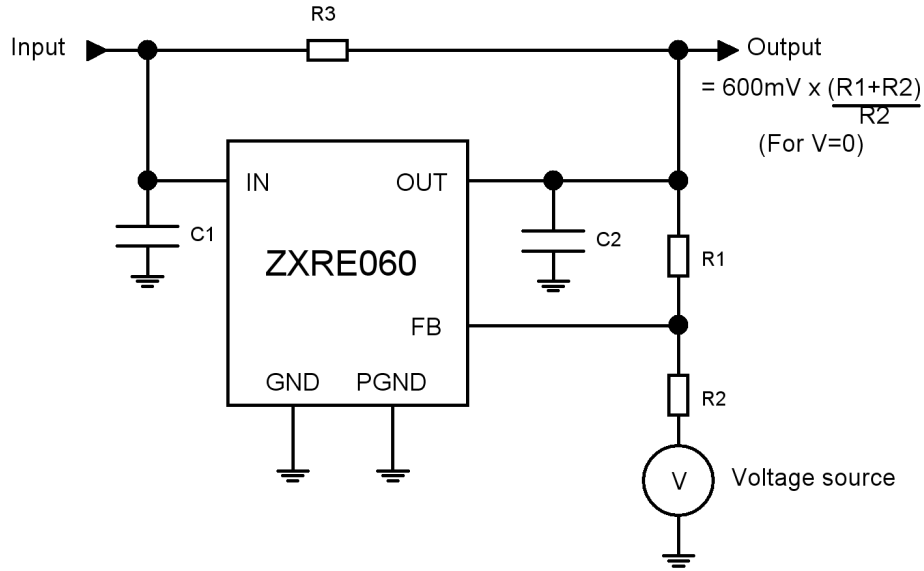 R3
Input
Output
= 600mV x (R1+R2)
R2
(For V=0)
IN
OUT
C1
C2
ZXRE060
R1
FB
GND
PGND
R2
V
Voltage source